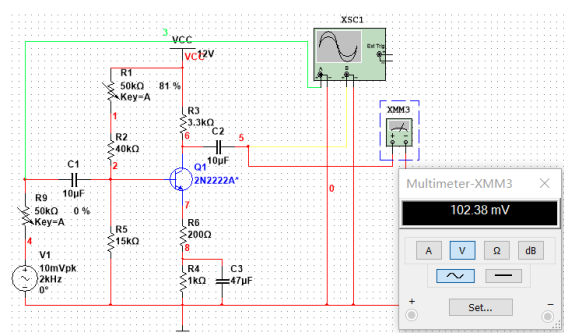 XSC1
3
VCC
12V
VCC
Ext Trig
A
B
R1
50kΩ
81 %
Key=A
XMM3
R3
3.3kΩ
1
6
C2
5
10µF
R2
40kΩ
2
Q1
2N2222A*
C1
10µF
0
Multimeter-XMM3
102.38 mV
A
V
Ω
dB
Set...
+
-
R9
50kΩ
0 %
Key=A
7
4
R5
15kΩ
R6
200Ω
8
V1
10mVpk
2kHz
0°
R4
1kΩ
C3
47µF